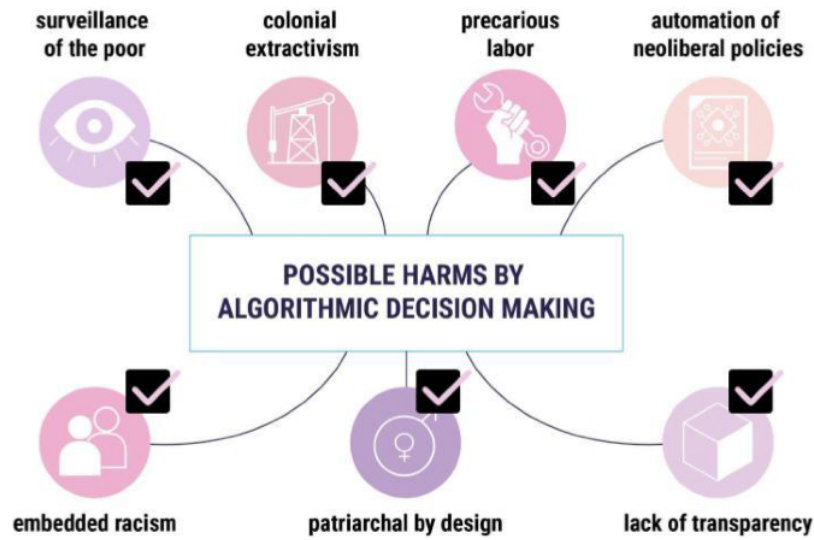 surveillance
of the poor
colonial
extractivism
precarious
labor
automation of
neoliberal policies
POSSIBLE HARMS BY
ALGORITHMIC DECISION MAKING
embedded racism
patriarchal by design
lack of transparency